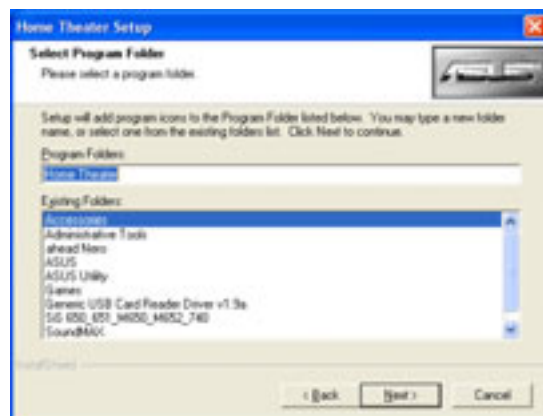 Home Theater Setup
Select Program Folder
Please select a program folder.
ASUS
Setup will add program icons to the Program Folder listed below. You may type a new folder
name, or select one from the existing folders list. Click Next to continue.
Program Folders:
Home Theater
Existing Folders:
Accessories
Administrative Tools
ahead Nero
ASUS
ASUS Utility
Games
Generic USB Card Reader Driver v1.9a
SiS 650_651_M650_M652_740
SoundMAX
InstallShield
< Back
Next >
Cancel